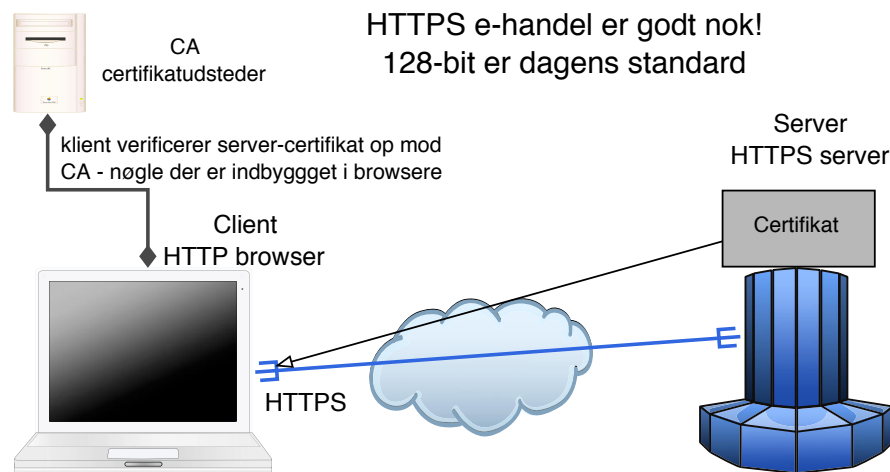 HTTPS e-handel er godt nok!
128-bit er dagens standard
CA
certifikatudsteder
klient verificerer server-certifikat op mod
CA - nøgle der er indbyggget i browsere
Server
HTTPS server
Certifikat
Client
HTTP browser
HTTPS